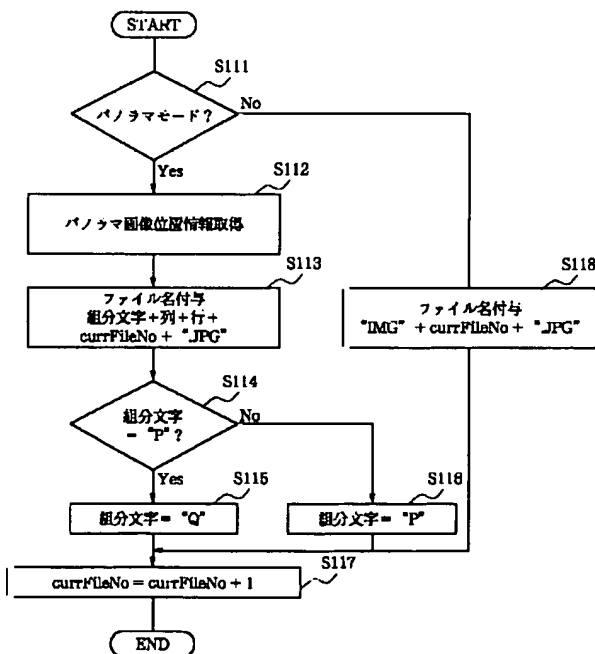 START
S111
パノラマモード？
No
Yes
S112
パノラマ画像位置情報取得
S113
ファイル名付与
組分文字+列+行+
currFileNo + "JPG"
S118
ファイル名付与
"IMG" + currFileNo + "JPG"
S114
組分文字
= "P"？
No
Yes
S115
組分文字= "Q"
S116
組分文字= "P"
S117
currFileNo = currFileNo + 1
END